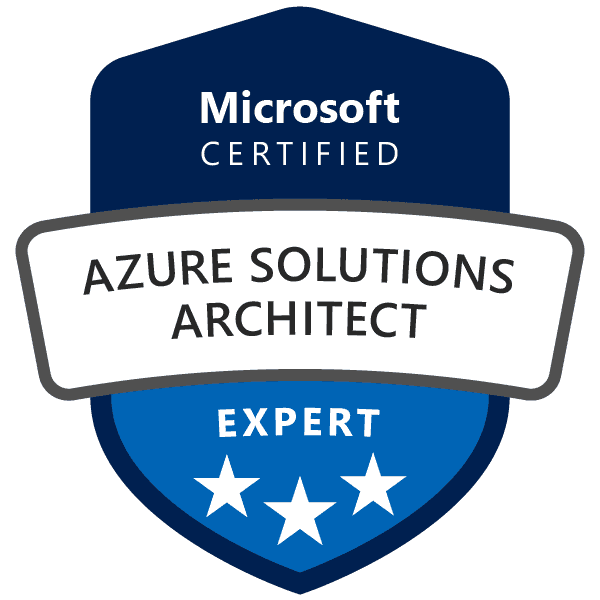 Microsoft
CERTIFIED
AZURE SOLUTIONS
ARCHITECT
EXPERT